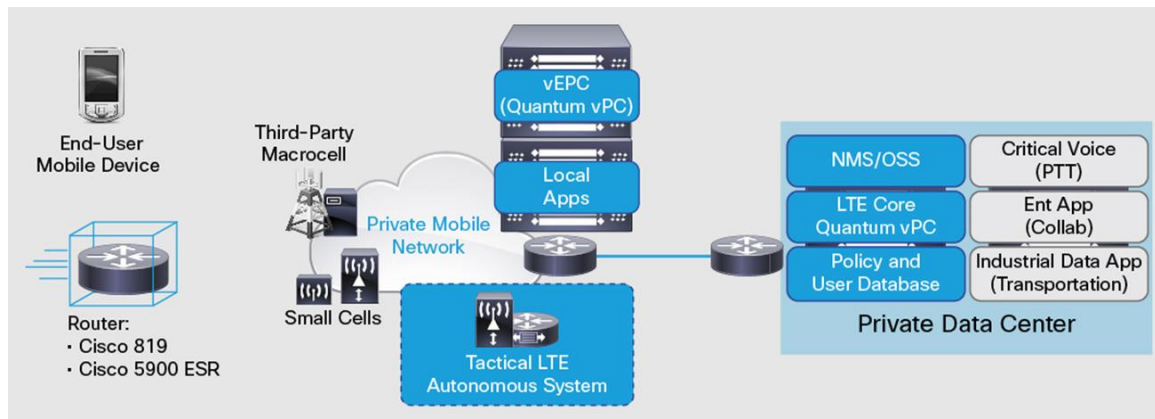 End-User
Mobile Device
Router:
· Cisco 819
· Cisco 5900 ESR
Third-Party
Macrocell
Private Mobile
Network
Small Cells
vEPC
(Quantum vPC)
Local
Apps
Tactical LTE
Autonomous System
NMS/OSS
LTE Core
Quantum vPC
Policy and
User Database
Critical Voice
(PTT)
Ent App
(Collab)
Industrial Data App
(Transportation)
Private Data Center